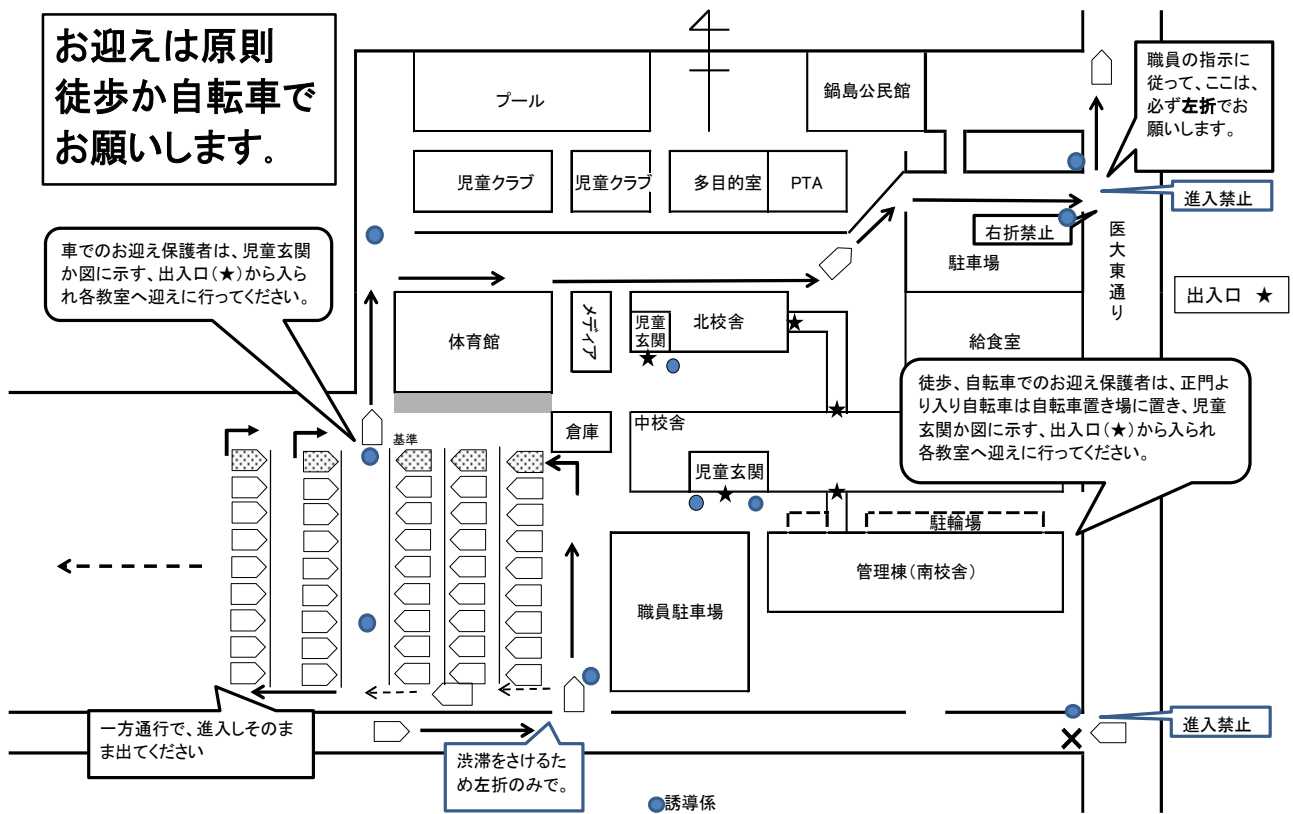 お迎えは原則
徒歩か自転車で
お願いします。
プール
鍋島公民館
職員の指示に
従って、ここは、
必ず左折でお
願いします。
児童クラブ
児童クラブ
多目的室
PTA
進入禁止
車でのお迎え保護者は、児童玄関
か図に示す、出入口(★)から入ら
れ各教室へ迎えに行ってください。
右折禁止
駐車場
医大東通り
出入口 ★
体育館
メディア
児童
玄関
北校舎
給食室
徒歩、自転車でのお迎え保護者は、正門よ
り入り自転車は自転車置き場に置き、児童
玄関か図に示す、出入口(★)から入られ
各教室へ迎えに行ってください。
基準
倉庫
中校舎
児童玄関
駐輪場
管理棟(南校舎)
職員駐車場
一方通行で、進入しそのま
ま出てください
渋滞をさけるた
め左折のみで。
進入禁止
誘導係